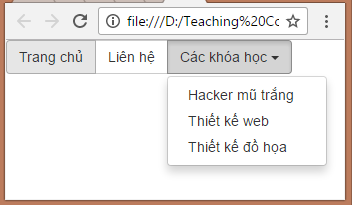 file:///D:/Teaching%20Cc
Trang chủ Liên hệ Các khóa học
Hacker mũ trắng
Thiết kế web
Thiết kế đồ họa